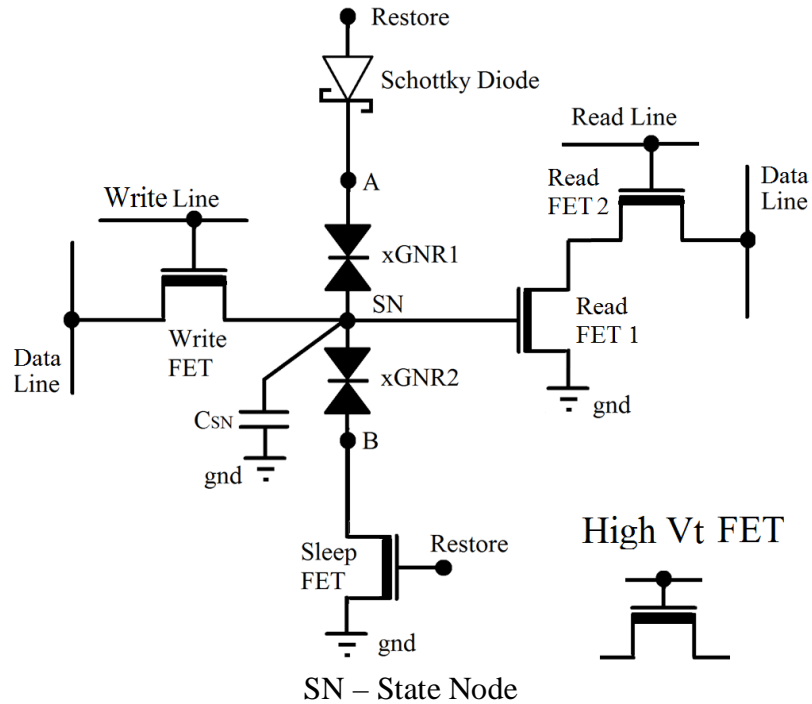 Restore
Schottky Diode
Read Line
A
Read
FET 2
Data
Line
Write Line
xGNR1
SN
Write
FET
Read
FET 1
Data
Line
xGNR2
CSN
gnd
B
gnd
High Vt FET
Sleep
FET
Restore
gnd
SN – State Node